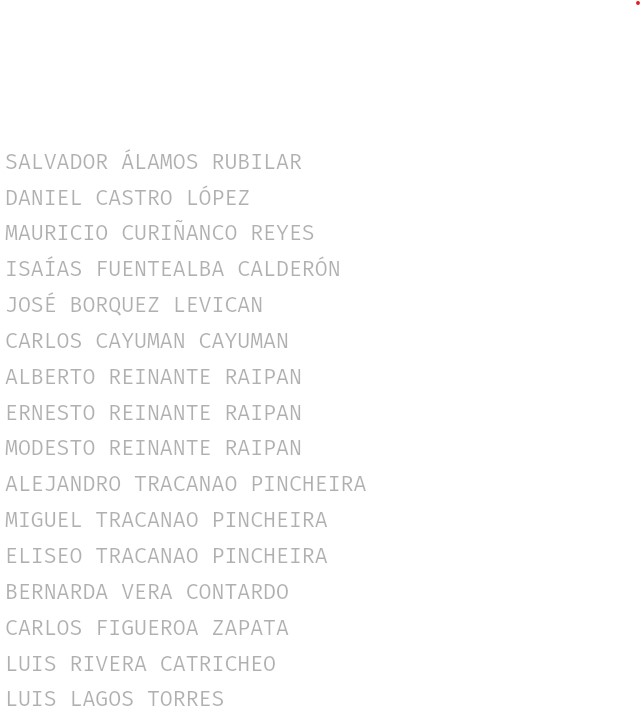 SALVADOR ÁLAMOS RUBILAR
DANIEL CASTRO LÓPEZ
MAURICIO CURIÑANCO REYES
ISAÍAS FUENTEALBA CALDERÓN
JOSÉ BORQUEZ LEVICAN
CARLOS CAYUMAN CAYUMAN
ALBERTO REINANTE RAIPAN
ERNESTO REINANTE RAIPAN
MODESTO REINANTE RAIPAN
ALEJANDRO TRACANAO PINCHEIRA
MIGUEL TRACANAO PINCHEIRA
ELISEO TRACANAO PINCHEIRA
BERNARDA VERA CONTARDO
CARLOS FIGUEROA ZAPATA
LUIS RIVERA CATRICHEO
LUIS LAGOS TORRES